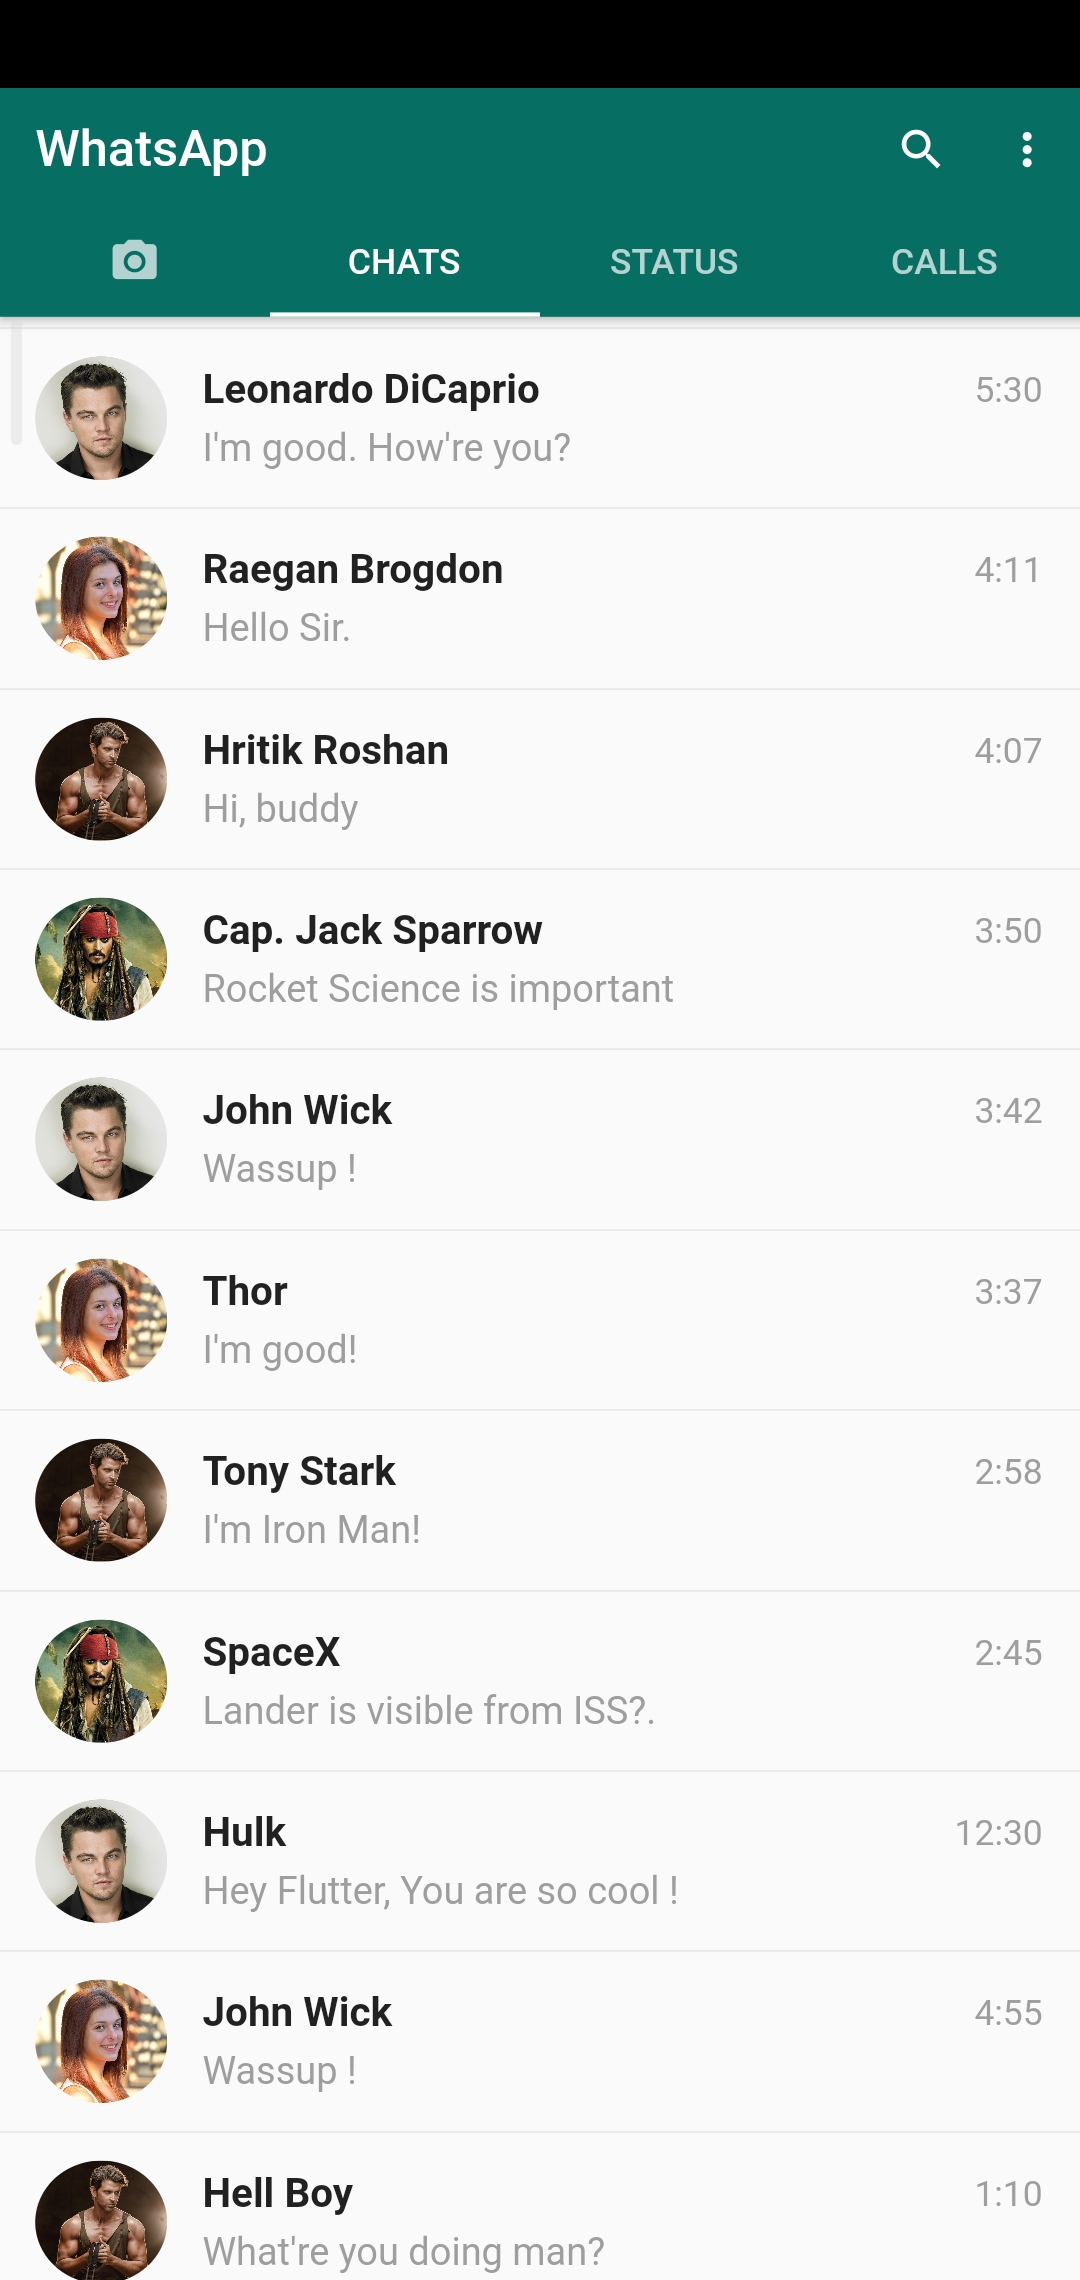 WhatsApp
CHATS STATUS CALLS
Leonardo DiCaprio 5:30
I'm good. How're you?
Raegan Brogdon 4:11
Hello Sir.
Hritik Roshan 4:07
Hi, buddy
Cap. Jack Sparrow 3:50
Rocket Science is important
John Wick 3:42
Wassup !
Thor 3:37
I'm good!
Tony Stark 2:58
I'm Iron Man!
SpaceX 2:45
Lander is visible from ISS?.
Hulk 12:30
Hey Flutter, You are so cool !
John Wick 4:55
Wassup !
Hell Boy 1:10
What're you doing man?